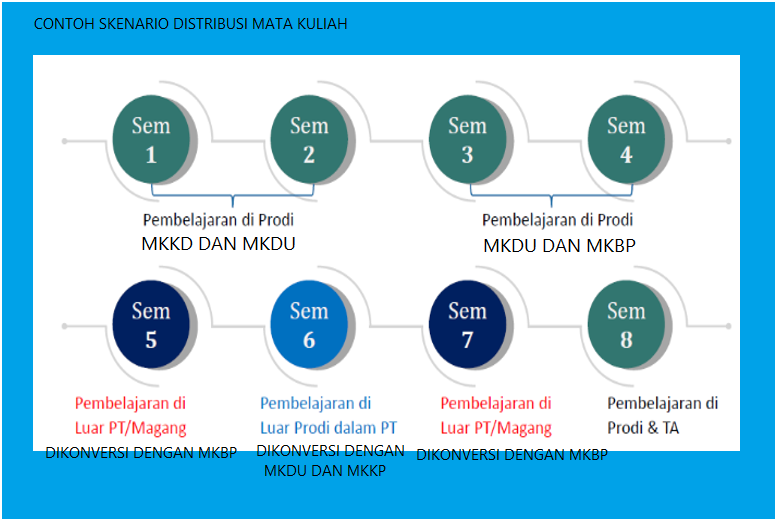 CONTOH SKENARIO DISTRIBUSI MATA KULIAH
Sem
1
Sem
2
Sem
3
Sem
4
Pembelajaran di Prodi
MKKD DAN MKDU
Pembelajaran di Prodi
MKDU DAN MKBP
Sem
5
Sem
6
Sem
7
Sem
8
Pembelajaran di
Luar PT/Magang
DIKONVERSI DENGAN MKBP
Pembelajaran di
Luar Prodi dalam PT
DIKONVERSI DENGAN
MKDU DAN MKKP
Pembelajaran di
Luar PT/Magang
DIKONVERSI DENGAN MKBP
Pembelajaran di
Prodi & TA